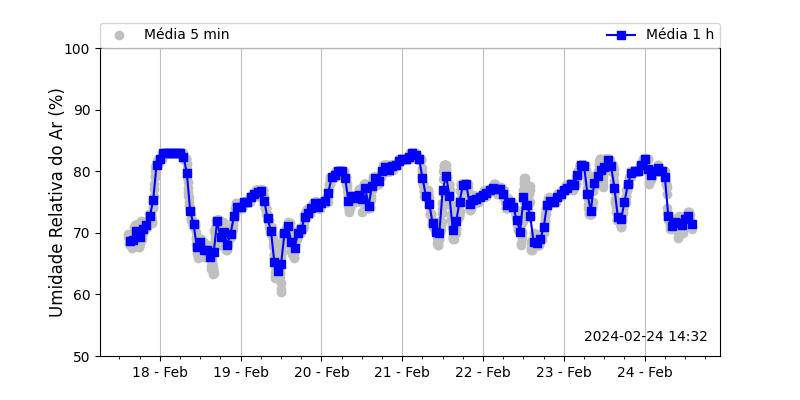 Média 5 min
Média 1 h
100
90
80
70
60
50
Umidade Relativa do Ar (%)
2024-02-24 14:32
18 - Feb
19 - Feb
20 - Feb
21 - Feb
22 - Feb
23 - Feb
24 - Feb